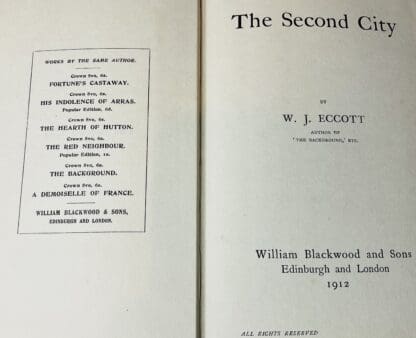 WORKS BY THE SAME AUTHOR.
Crown 8vo, 6s.
FORTUNE'S CASTAWAY.
Crown 8vo, 6s.
HIS INDOLENCE OF ARRAS.
Popular Edition, 6d.
Crown 8vo, 6s.
THE HEARTH OF HUTTON.
Crown 8vo, 6s.
THE RED NEIGHBOUR.
Popular Edition, 1s.
Crown 8vo, 6s.
THE BACKGROUND.
Crown 8vo, 6s.
A DEMOISELLE OF FRANCE.
WILLIAM BLACKWOOD & SONS,
EDINBURGH AND LONDON.
The Second City
BY
W. J. ECCOTT
AUTHOR OF
'THE BACKGROUND,' ETC.
William Blackwood and Sons
Edinburgh and London
1912
ALL RIGHTS RESERVED